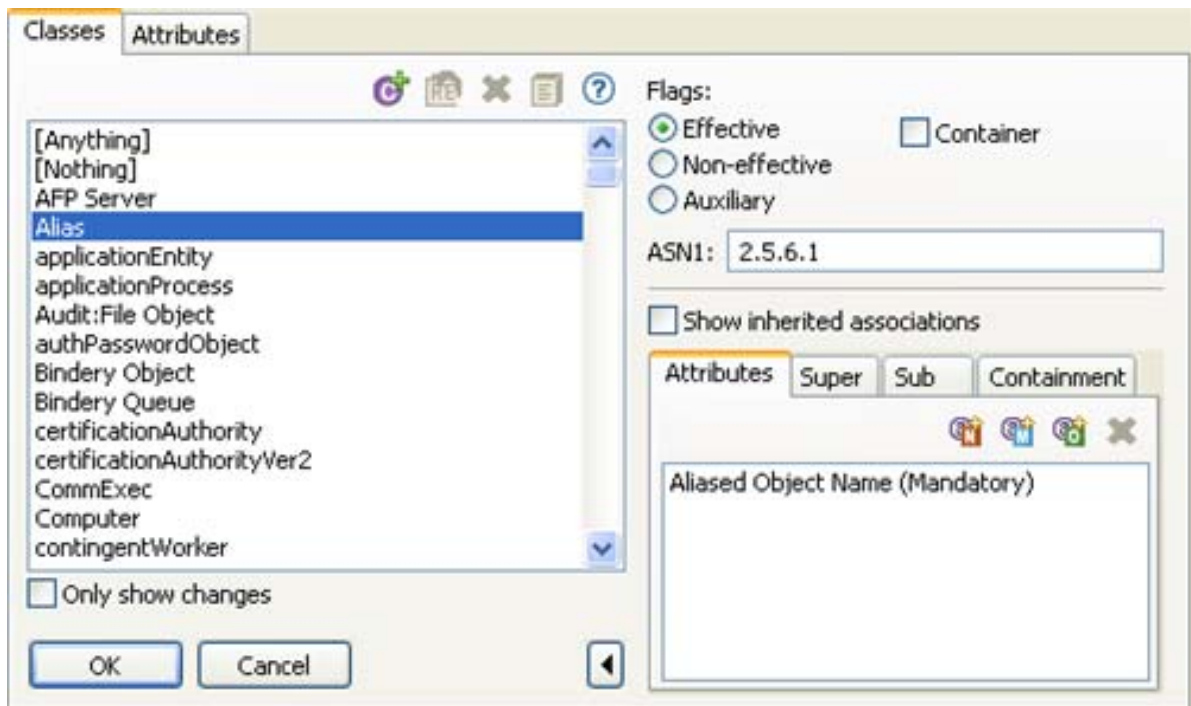 Classes
Attributes
[Anything]
[Nothing]
AFP Server
Alias
applicationEntity
applicationProcess
Audit:File Object
authPasswordObject
Bindery Object
Bindery Queue
certificationAuthority
certificationAuthorityVer2
CommExec
Computer
contingentWorker
Only show changes
OK
Cancel
Flags:
Effective
Container
Non-effective
Auxiliary
ASN1: 2.5.6.1
Show inherited associations
Attributes
Super
Sub
Containment
Aliased Object Name (Mandatory)